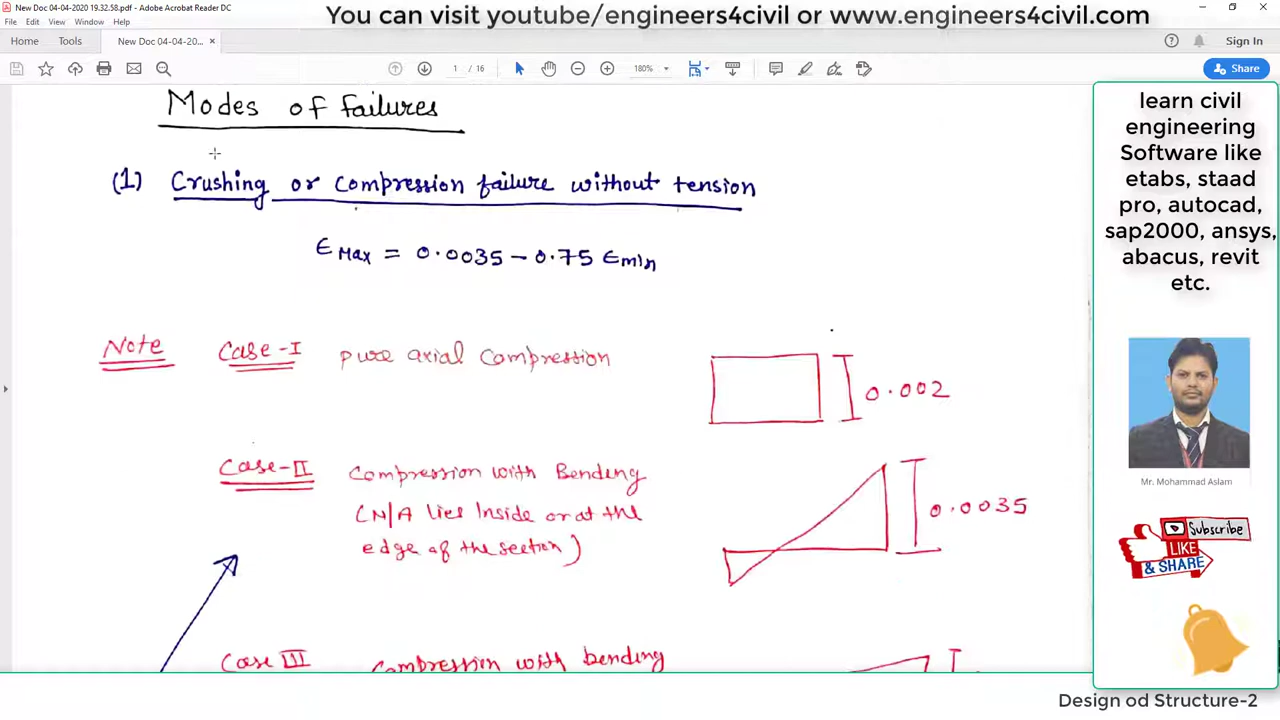 New Doc 04-04-2020 19.32.58.pdf - Adobe Acrobat Reader DC
You can visit youtube/engineers4civil or www.engineers4civil.com
File Edit View Window Help
Home Tools New Doc 04-04-20... × Sign In
1 / 16 180% Share
Modes of failures
(1) Crushing or compression failure without tension
ϵMax = 0.0035 - 0.75 ϵmin
Note Case-I pure axial compression
0.002
Case-II Compression with Bending
(N/A lies Inside or at the
edge of the section)
0.0035
Case III Compression with bending
learn civil
engineering
Software like
etabs, staad
pro, autocad,
sap2000, ansys,
abacus, revit
etc.
Mr. Mohammad Aslam
Subscribe
LIKE
& SHARE
Design od Structure-2